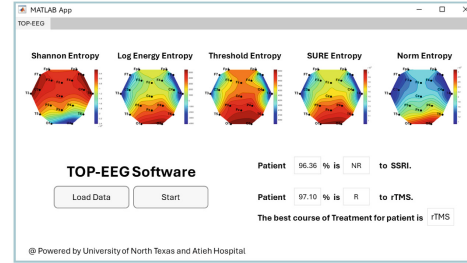 MATLAB App
TOP-EEG
Shannon Entropy Log Energy Entropy Threshold Entropy SURE Entropy Norm Entropy
TOP-EEG Software
Load Data Start
Patient 96.36 % is NR to SSRI.
Patient 97.10 % is R to rTMS.
The best course of Treatment for patient is rTMS
@ Powered by University of North Texas and Atieh Hospital